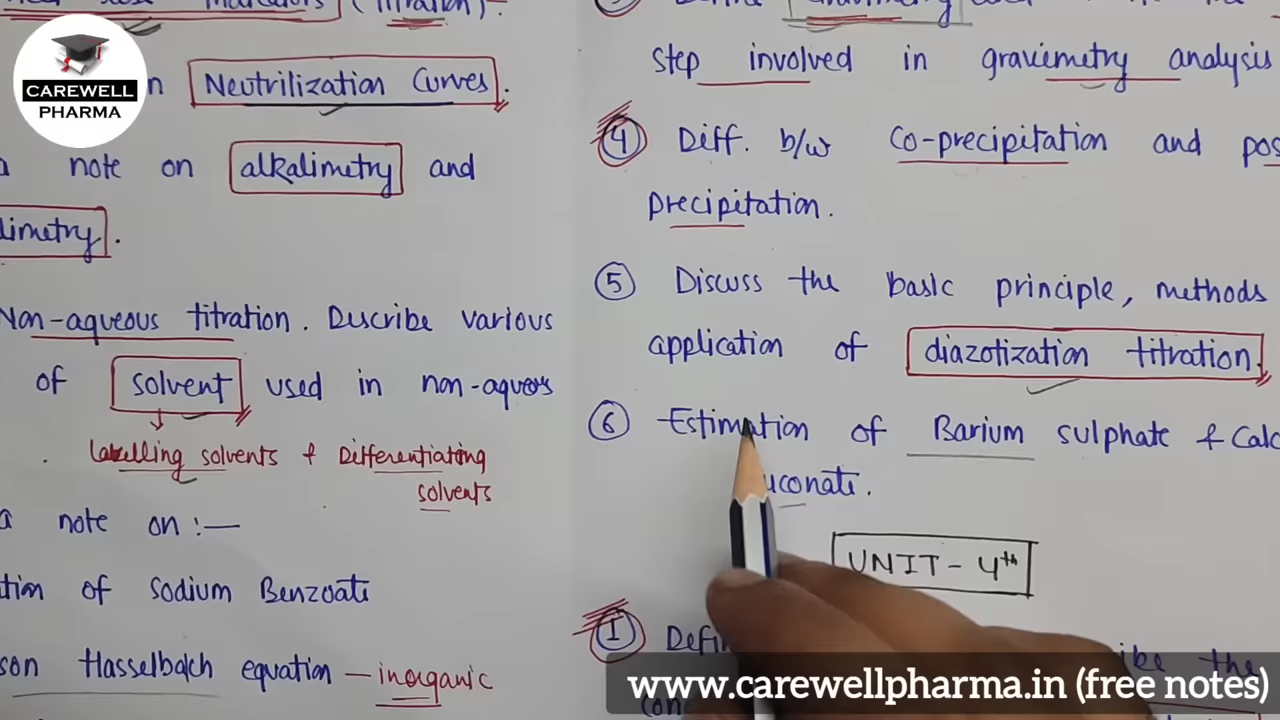 CAREWELL
PHARMA
n Neutrilization Curves.
a note on alkalimetry and
limetry.
Non-aqueous titration. Describe various
of solvent used in non-aqueous
solvents & Differentiating
solvents
a note on :—
tion of Sodium Benzoate
son Hasselbalch equation — inorganic
step involved in gravimetry analysis
4 Diff. b/w Co-precipitation and pos
precipitation.
5 Discuss the basic principle, methods
application of diazotization titration.
6 Estimation of Barium sulphate & Calc
uconate.
UNIT - 4th
1 Defin
ibe the
www.carewellpharma.in (free notes)